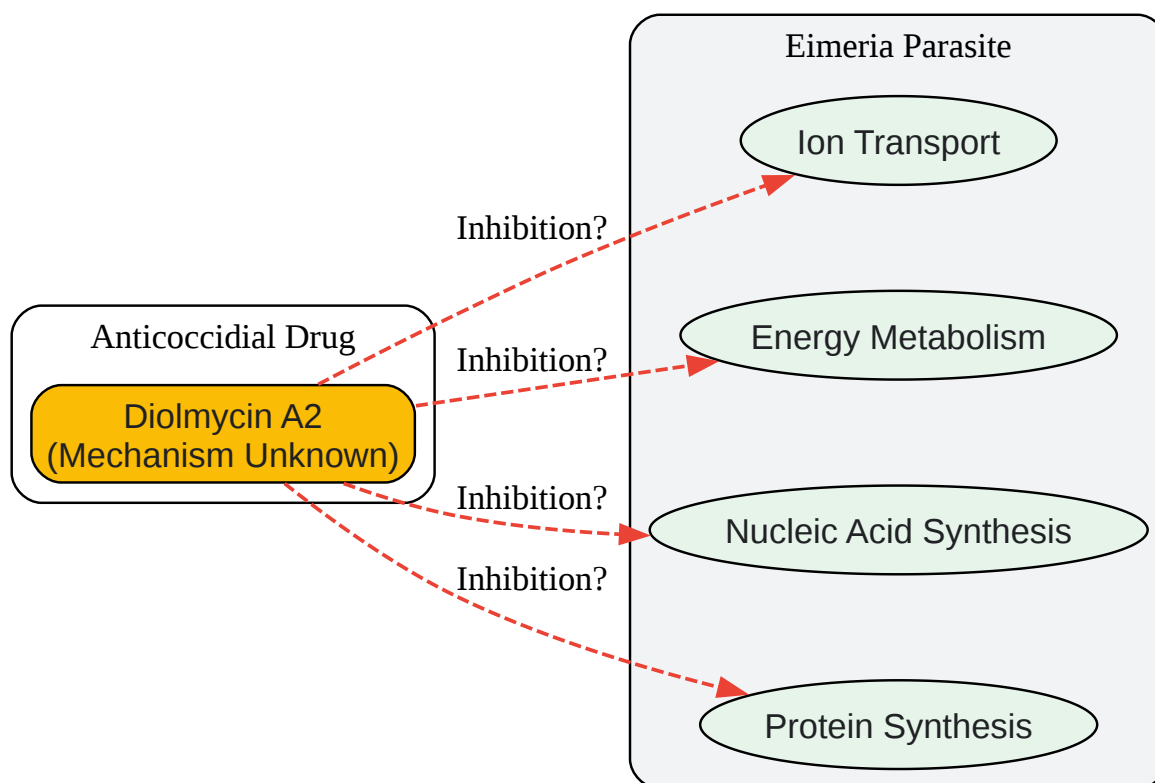 Eimeria Parasite
Ion Transport
Inhibition?
Anticoccidial Drug
Energy Metabolism
Inhibition?
Diolmycin A2
(Mechanism Unknown)
Inhibition?
Nucleic Acid Synthesis
Inhibition?
Protein Synthesis